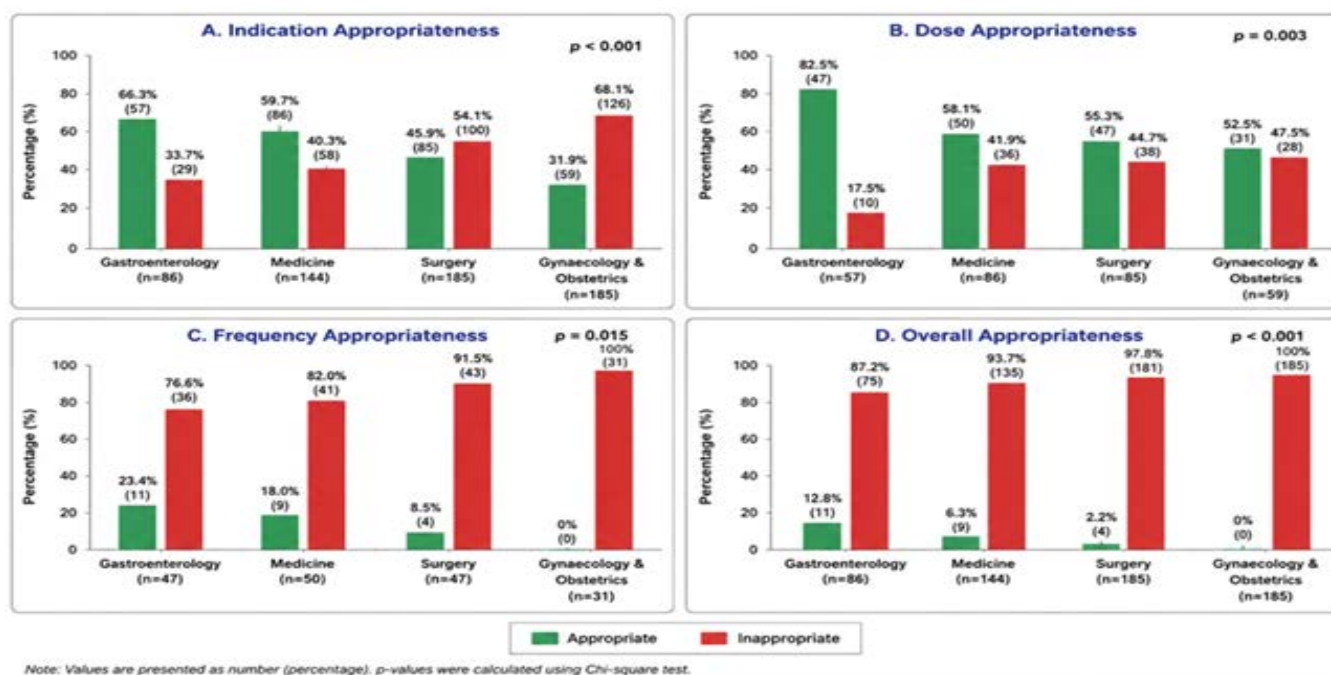 A. Indication Appropriateness
p < 0.001
Percentage (%)
100
80
60
40
20
0
66.3%
(57)
33.7%
(29)
59.7%
(86)
40.3%
(58)
45.9%
(85)
54.1%
(100)
31.9%
(59)
68.1%
(126)
Gastroenterology
(n=86)
Medicine
(n=144)
Surgery
(n=185)
Gynaecology &
Obstetrics
(n=185)
B. Dose Appropriateness
p = 0.003
Percentage (%)
100
80
60
40
20
0
82.5%
(47)
17.5%
(10)
58.1%
(50)
41.9%
(36)
55.3%
(47)
44.7%
(38)
52.5%
(31)
47.5%
(28)
Gastroenterology
(n=57)
Medicine
(n=86)
Surgery
(n=85)
Gynaecology &
Obstetrics
(n=59)
C. Frequency Appropriateness
p = 0.015
Percentage (%)
100
80
60
40
20
0
23.4%
(11)
76.6%
(36)
18.0%
(9)
82.0%
(41)
8.5%
(4)
91.5%
(43)
0%
(0)
100%
(31)
Gastroenterology
(n=47)
Medicine
(n=50)
Surgery
(n=47)
Gynaecology &
Obstetrics
(n=31)
D. Overall Appropriateness
p < 0.001
Percentage (%)
100
80
60
40
20
0
12.8%
(11)
87.2%
(75)
6.3%
(9)
93.7%
(135)
2.2%
(4)
97.8%
(181)
0%
(0)
100%
(185)
Gastroenterology
(n=86)
Medicine
(n=144)
Surgery
(n=185)
Gynaecology &
Obstetrics
(n=185)
Appropriate
Inappropriate
Note: Values are presented as number (percentage). p-values were calculated using Chi-square test.